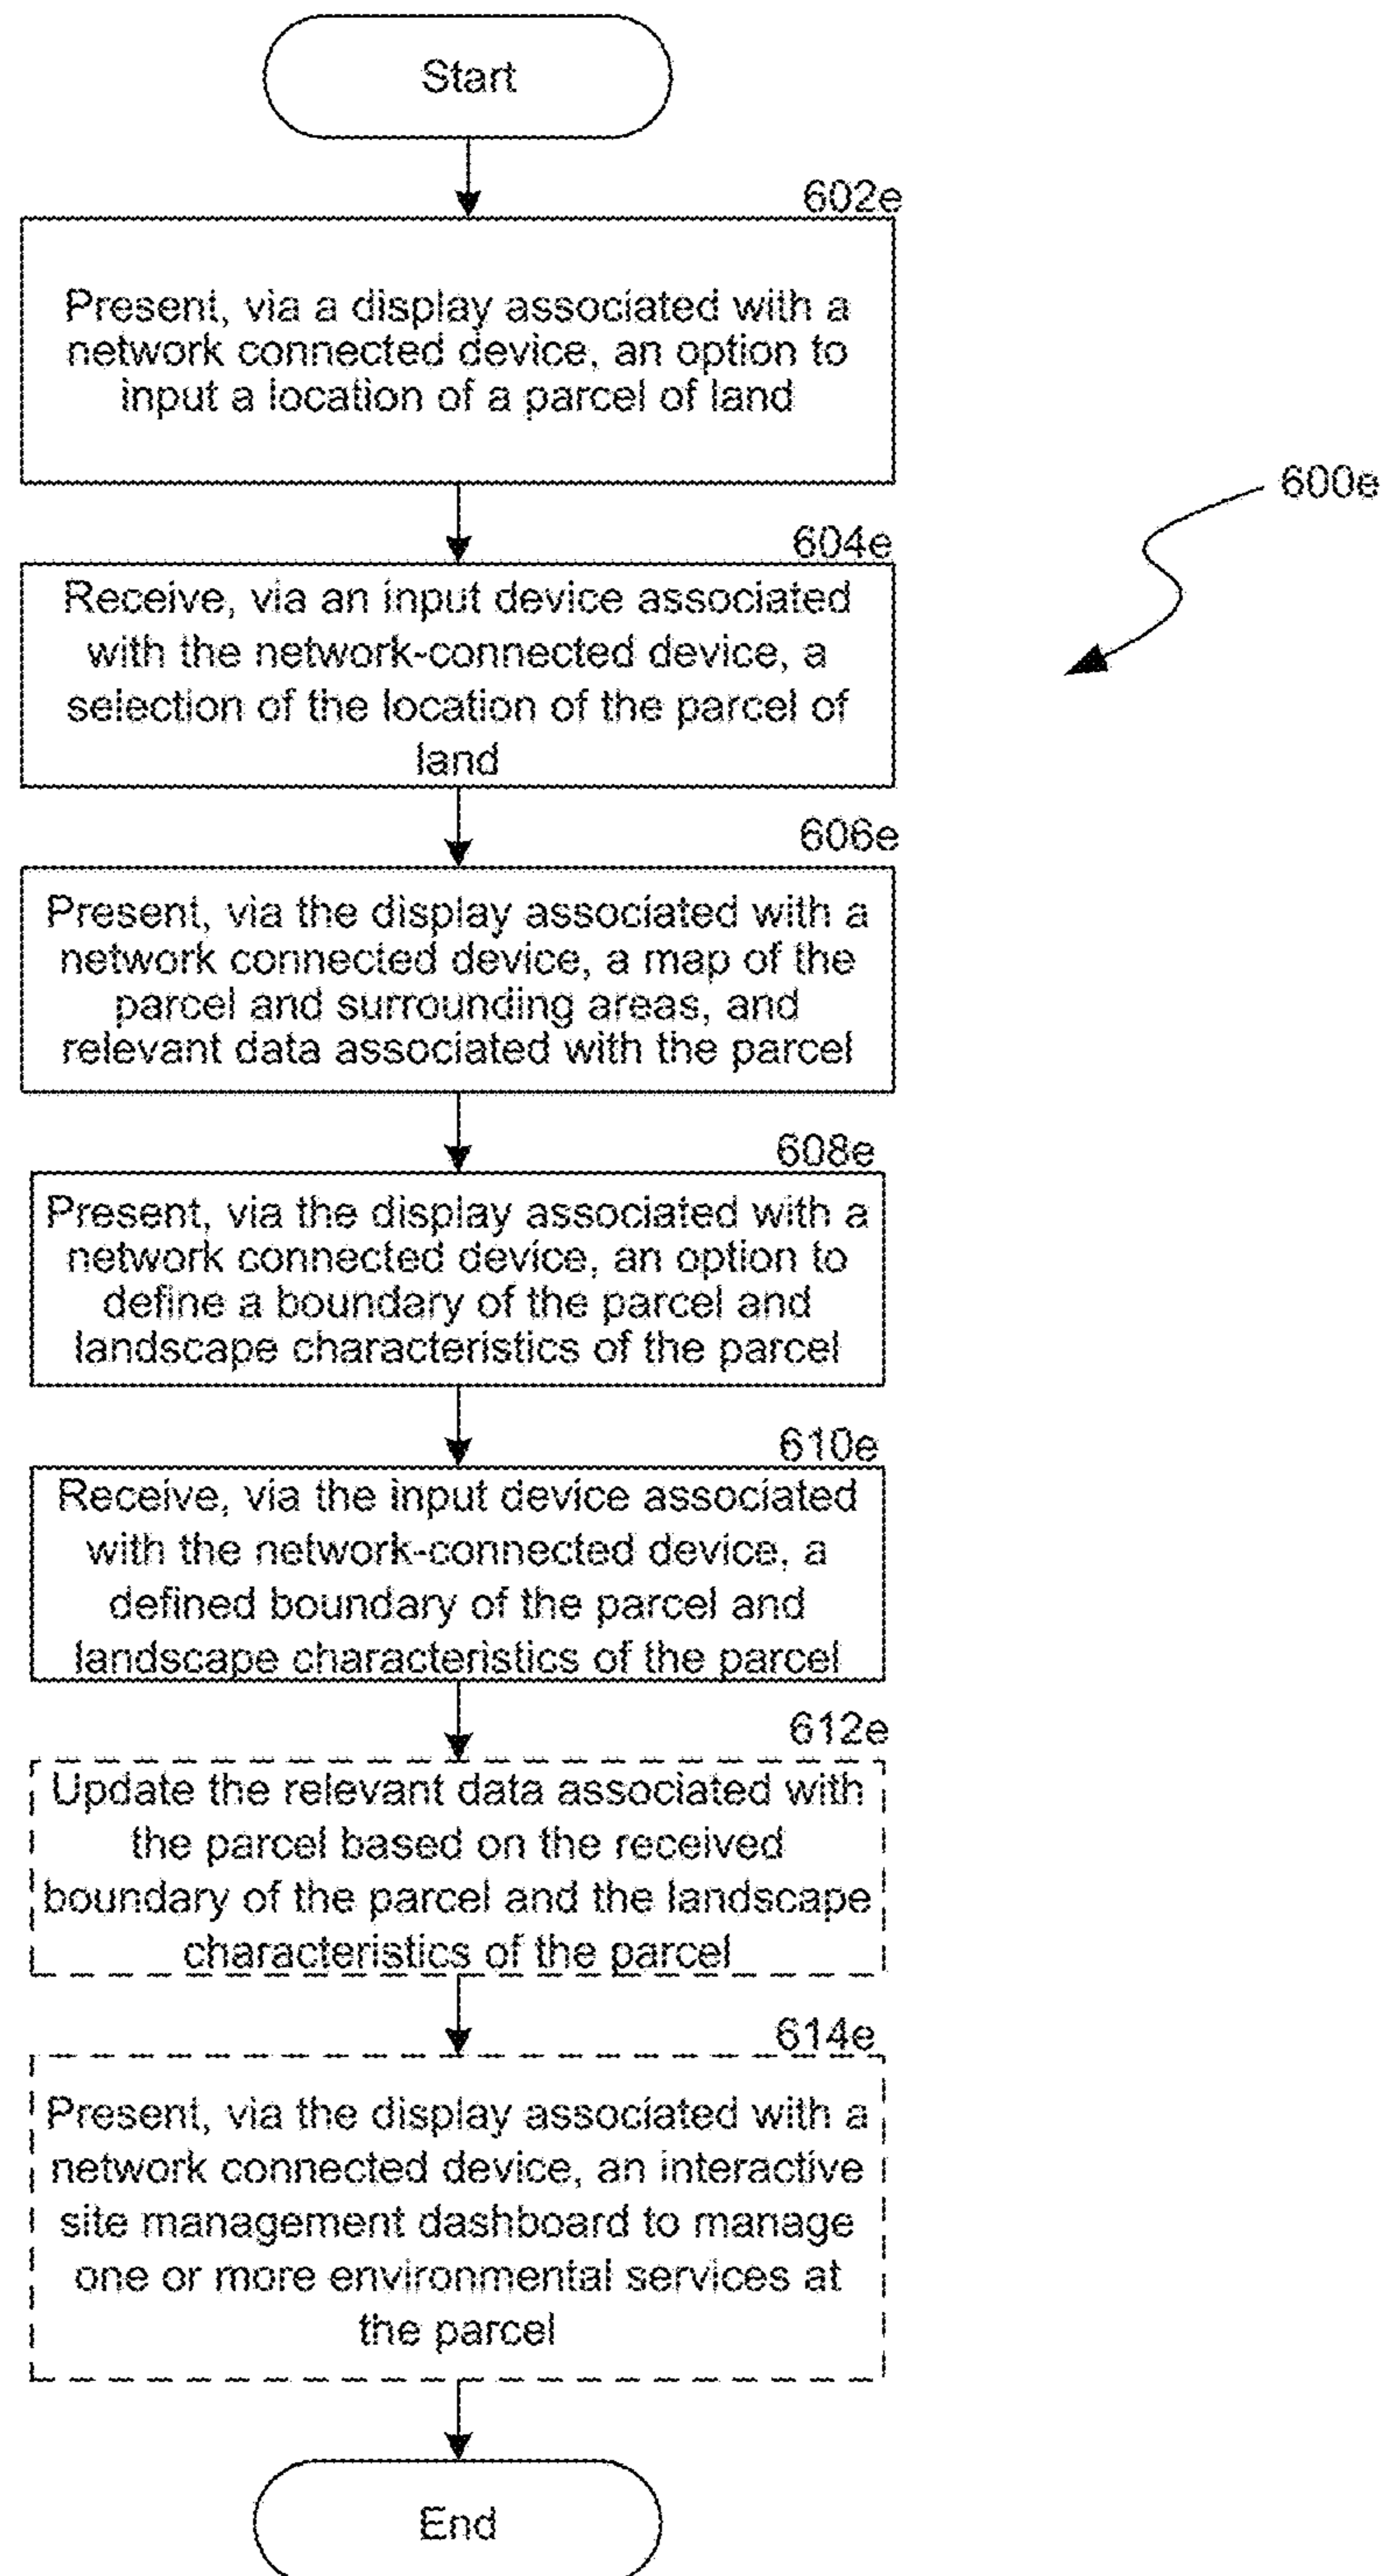 Start
602e
Present, via a display associated with a
network connected device, an option to
input a location of a parcel of land
600e
604e
Receive, via an input device associated
with the network-connected device, a
selection of the location of the parcel of
land
606e
Present, via the display associated with a
network connected device, a map of the
parcel and surrounding areas, and
relevant data associated with the parcel
608e
Present, via the display associated with a
network connected device, an option to
define a boundary of the parcel and
landscape characteristics of the parcel
610e
Receive, via the input device associated
with the network-connected device, a
defined boundary of the parcel and
landscape characteristics of the parcel
612e
Update the relevant data associated with
the parcel based on the received
boundary of the parcel and the landscape
characteristics of the parcel
614e
Present, via the display associated with a
network connected device, an interactive
site management dashboard to manage
one or more environmental services at
the parcel
End